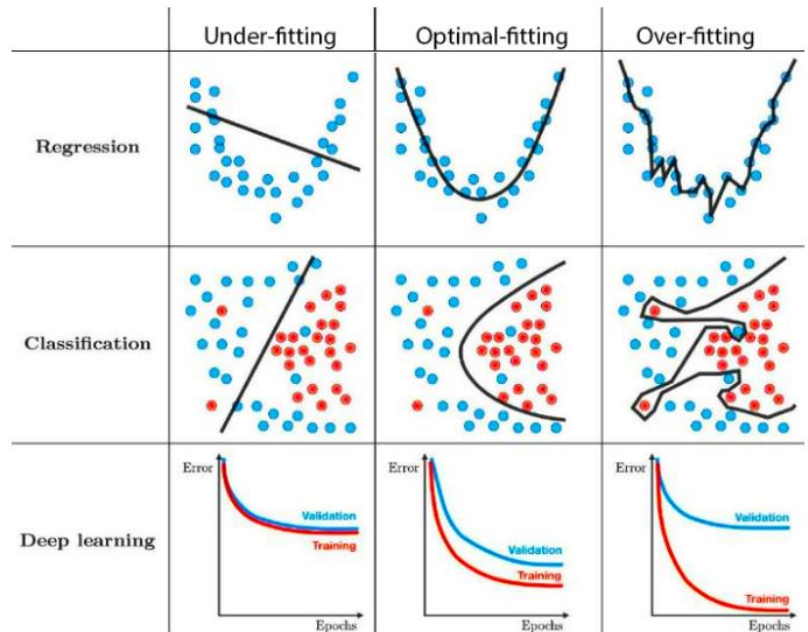 Under-fitting Optimal-fitting Over-fitting
Regression
Classification
Deep learning
Error
Validation
Training
Epochs
Error
Validation
Training
Epochs
Error
Validation
Training
Epochs